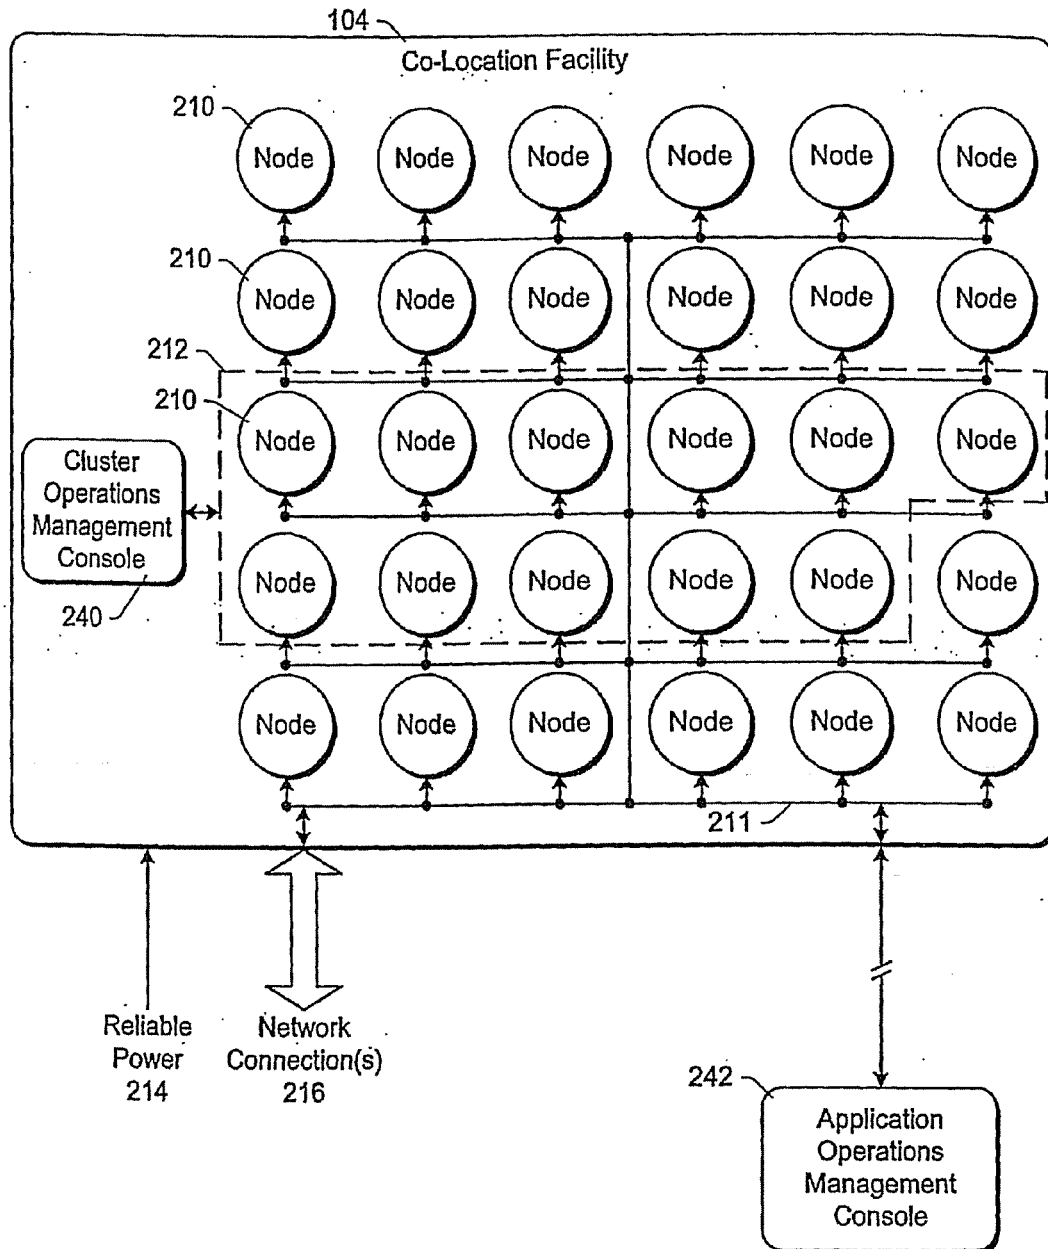 104
Co-Location Facility
210
Node Node Node Node Node Node
210
Node Node Node Node Node Node
212
210
Node Node Node Node Node Node
Cluster
Operations
Management
Console
240
Node Node Node Node Node Node
Node Node Node Node Node Node
211
Reliable
Power
214
Network
Connection(s)
216
242
Application
Operations
Management
Console